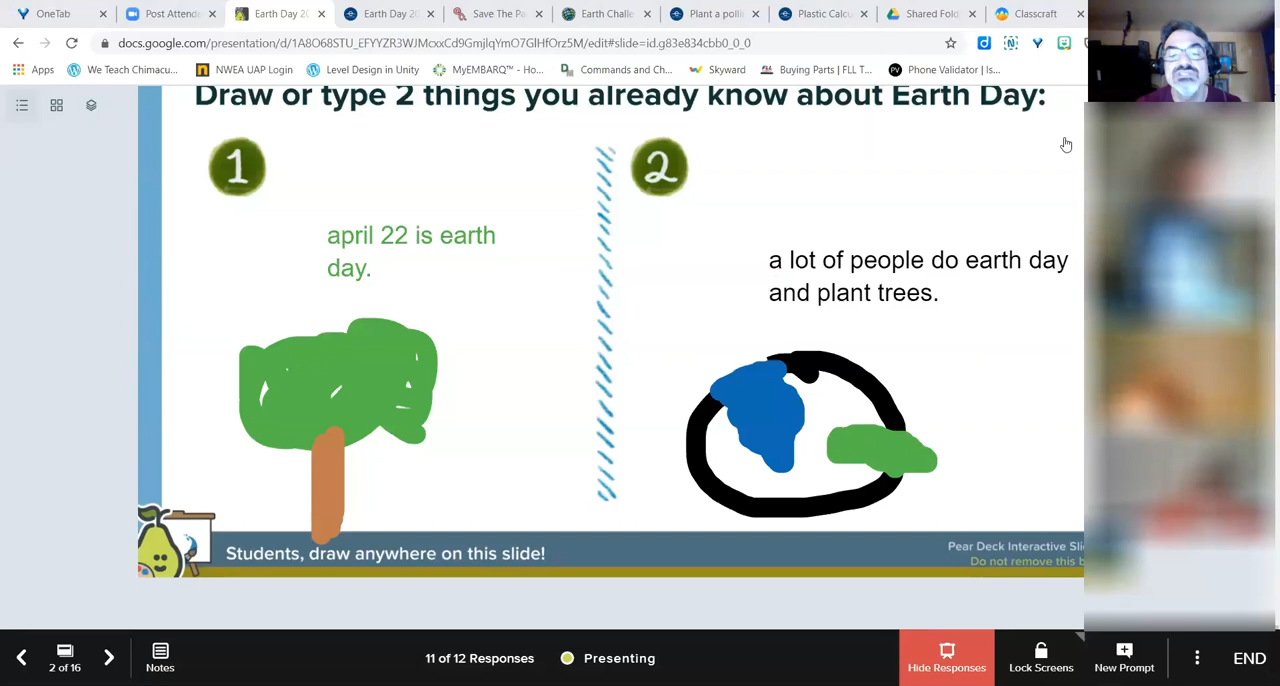 OneTab
Post Attende
Earth Day 20
Earth Day 20
Save The Pa
Earth Challe
Plant a polli
Plastic Calcu
Shared Fold
Classcraft
docs.google.com/presentation/d/1A8O68STU_EFYYZR3WJMcxxCd9GmjlqYmO7GlHfOrz5M/edit#slide=id.g83e834cbb0_0_0
Apps
We Teach Chimacu...
NWEA UAP Login
Level Design in Unity
MyEMBARQ™ - Ho...
Commands and Ch...
Skyward
Buying Parts | FLL T...
Phone Validator | Is...
Draw or type 2 things you already know about Earth Day:
1
2
april 22 is earth
day.
a lot of people do earth day
and plant trees.
Students, draw anywhere on this slide!
Pear Deck Interactive Sli
Do not remove this b
2 of 16
Notes
11 of 12 Responses
Presenting
Hide Responses
Lock Screens
New Prompt
END